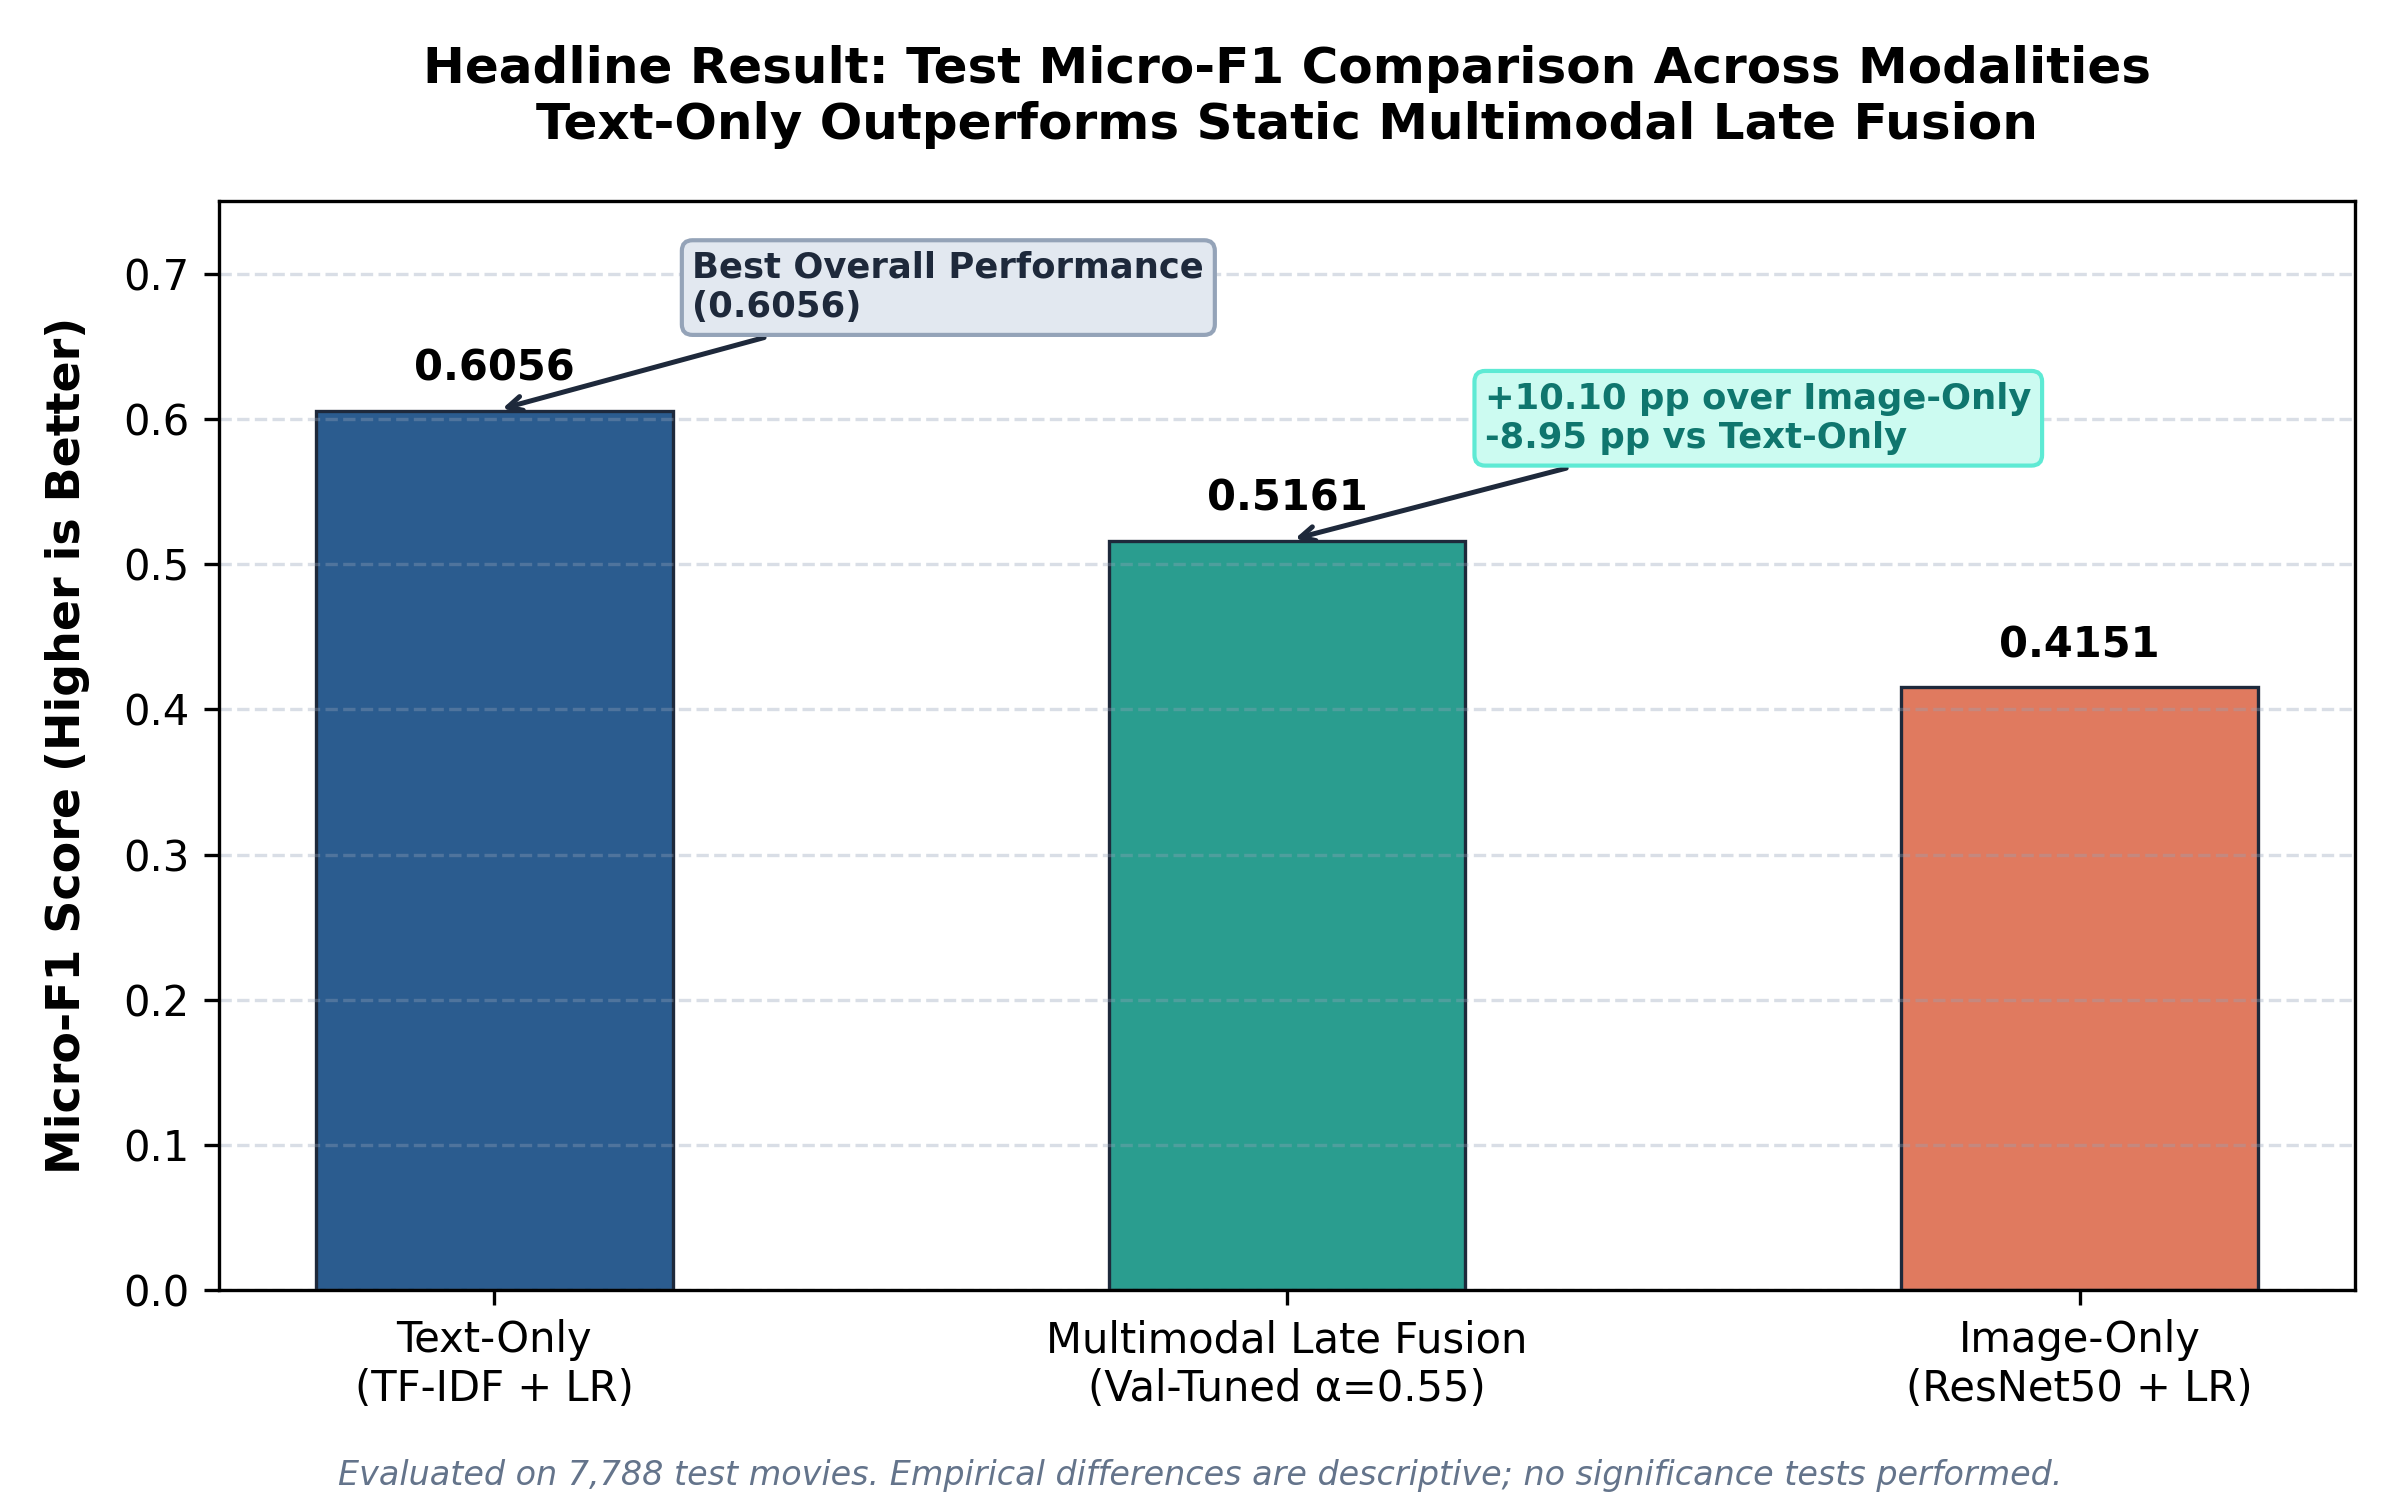 Headline Result: Test Micro-F1 Comparison Across Modalities
Text-Only Outperforms Static Multimodal Late Fusion
Micro-F1 Score (Higher is Better)
0.7
0.6
0.5
0.4
0.3
0.2
0.1
0.0
Best Overall Performance
(0.6056)
0.6056
+10.10 pp over Image-Only
-8.95 pp vs Text-Only
0.5161
0.4151
Text-Only
(TF-IDF + LR)
Multimodal Late Fusion
(Val-Tuned α=0.55)
Image-Only
(ResNet50 + LR)
Evaluated on 7,788 test movies. Empirical differences are descriptive; no significance tests performed.